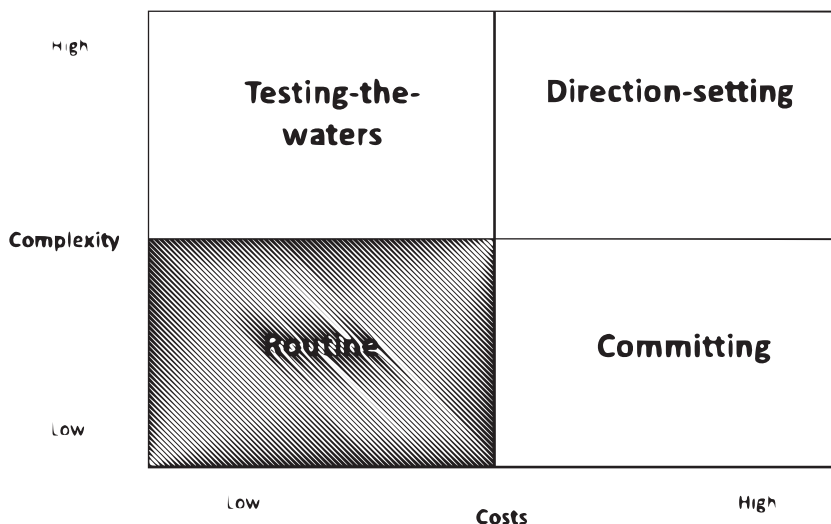 High
Testing-the-
waters
Direction-setting
Complexity
Routine
Committing
Low
Low
Costs
High